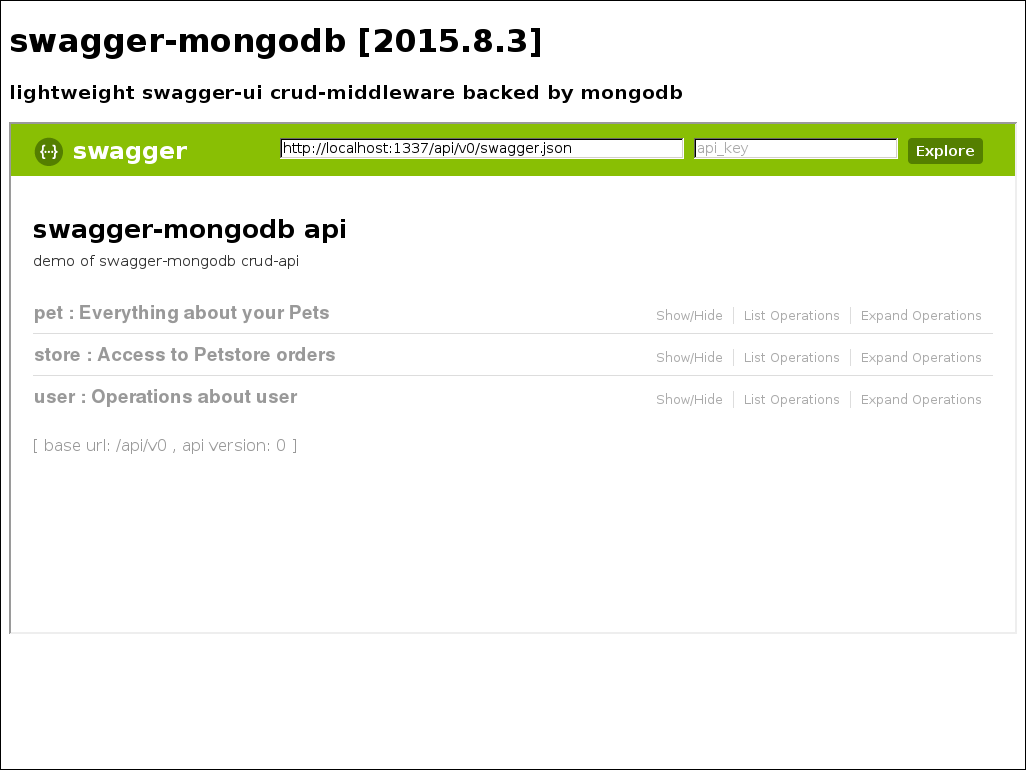 swagger-mongodb [2015.8.3]
lightweight swagger-ui crud-middleware backed by mongodb
{···} swagger http://localhost:1337/api/v0/swagger.json api_key Explore
swagger-mongodb api
demo of swagger-mongodb crud-api
pet : Everything about your Pets Show/Hide List Operations Expand Operations
store : Access to Petstore orders Show/Hide List Operations Expand Operations
user : Operations about user Show/Hide List Operations Expand Operations
[ base url: /api/v0 , api version: 0 ]